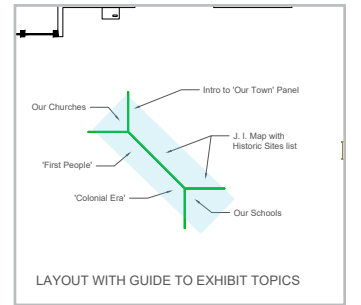 Intro to 'Our Town' Panel
Our Churches
J. I. Map with
Historic Sites list
'First People'
'Colonial Era'
Our Schools
LAYOUT WITH GUIDE TO EXHIBIT TOPICS